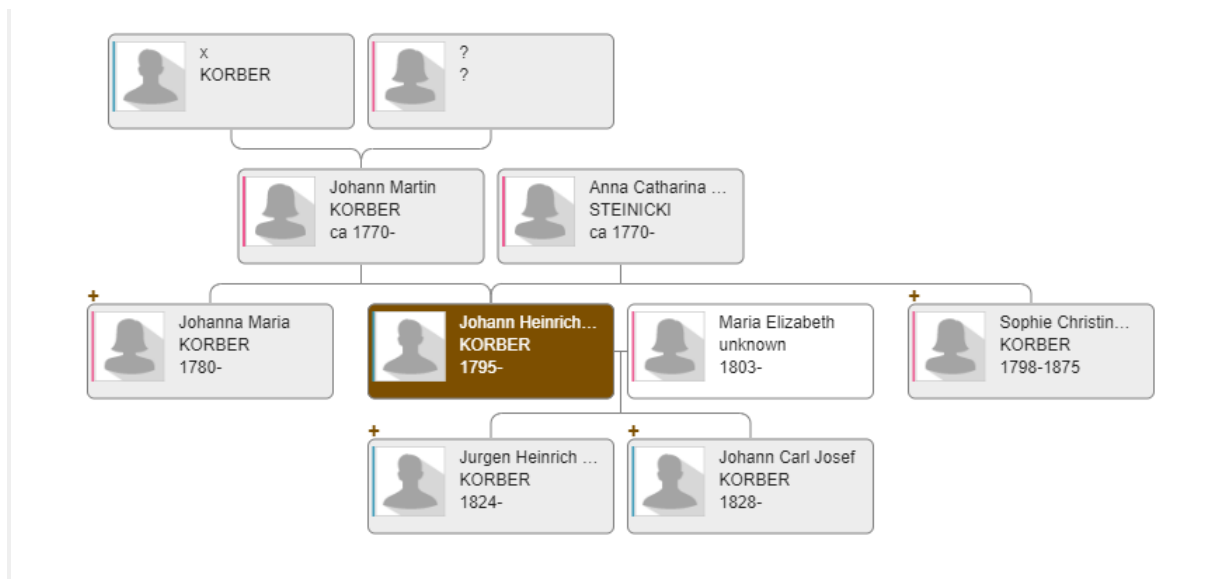 x
KORBER
?
?
Johann Martin
KORBER
ca 1770-
Anna Catharina ...
STEINICKI
ca 1770-
+
Johanna Maria
KORBER
1780-
Johann Heinrich...
KORBER
1795-
Maria Elizabeth
unknown
1803-
+
Sophie Christin...
KORBER
1798-1875
+
Jurgen Heinrich ...
KORBER
1824-
+
Johann Carl Josef
KORBER
1828-